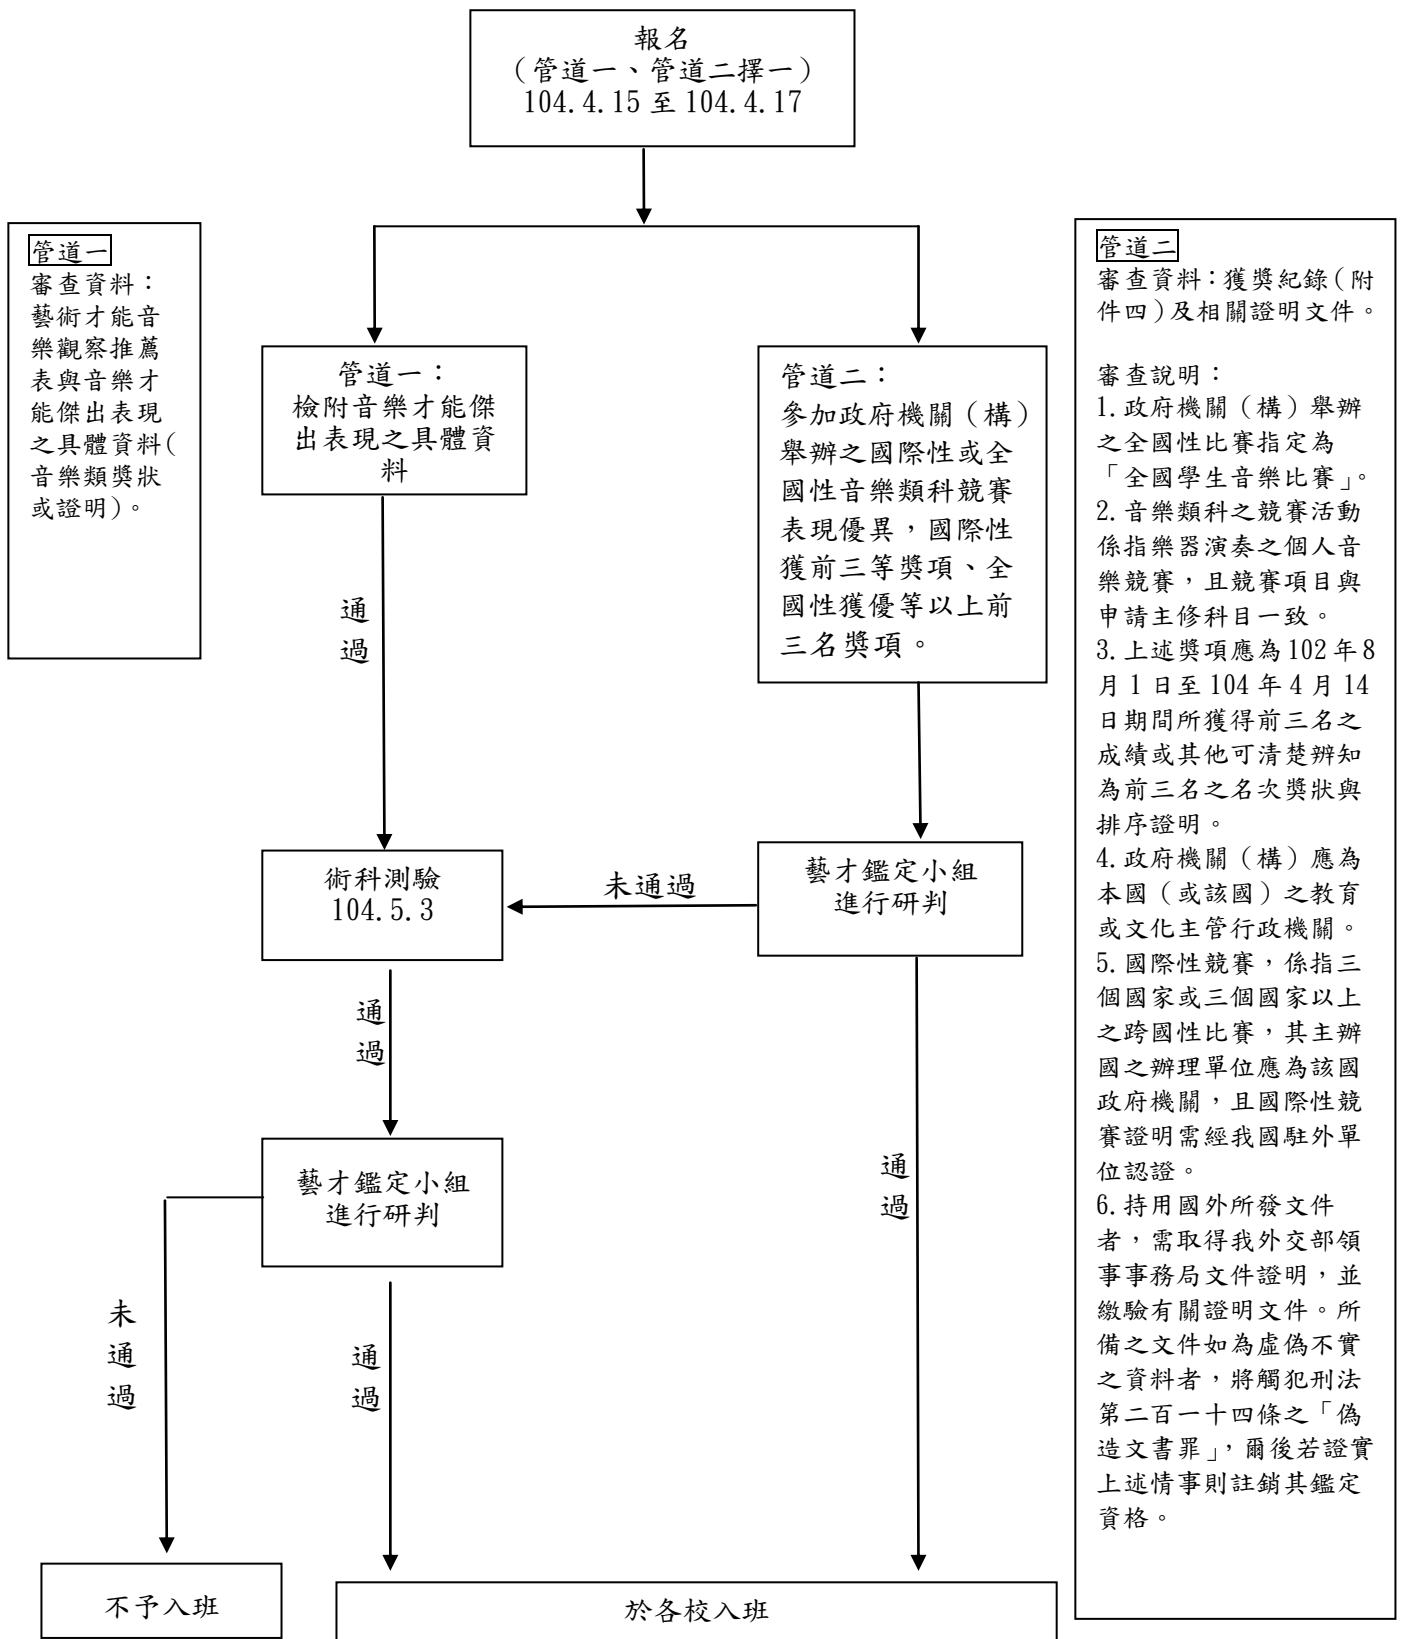 報名
（管道一、管道二擇一）
104.4.15 至 104.4.17
管道一
審查資料：
藝術才能音
樂觀察推薦
表與音樂才
能傑出表現
之具體資料(
音樂類獎狀
或證明)。
管道一：
檢附音樂才能傑
出表現之具體資
料
管道二：
參加政府機關（構）
舉辦之國際性或全
國性音樂類科競賽
表現優異，國際性
獲前三等獎項、全
國性獲優等以上前
三名獎項。
管道二
審查資料：獲獎紀錄（附
件四）及相關證明文件。
審查說明：
1.政府機關（構）舉辦
之全國性比賽指定為
「全國學生音樂比賽」。
2.音樂類科之競賽活動
係指樂器演奏之個人音
樂競賽，且競賽項目與
申請主修科目一致。
3.上述獎項應為 102 年 8
月 1 日至 104 年 4 月 14
日期間所獲得前三名之
成績或其他可清楚辨知
為前三名之名次獎狀與
排序證明。
4.政府機關（構）應為
本國（或該國）之教育
或文化主管行政機關。
5.國際性競賽，係指三
個國家或三個國家以上
之跨國性比賽，其主辦
國之辦理單位應為該國
政府機關，且國際性競
賽證明需經我國駐外單
位認證。
6.持用國外所發文件
者，需取得我外交部領
事事務局文件證明，並
繳驗有關證明文件。所
備之文件如為虛偽不實
之資料者，將觸犯刑法
第二百一十四條之「偽
造文書罪」，爾後若證實
上述情事則註銷其鑑定
資格。
通
過
術科測驗
104.5.3
未通過
藝才鑑定小組
進行研判
通
過
藝才鑑定小組
進行研判
通
過
未
通
過
通
過
不予入班
於各校入班